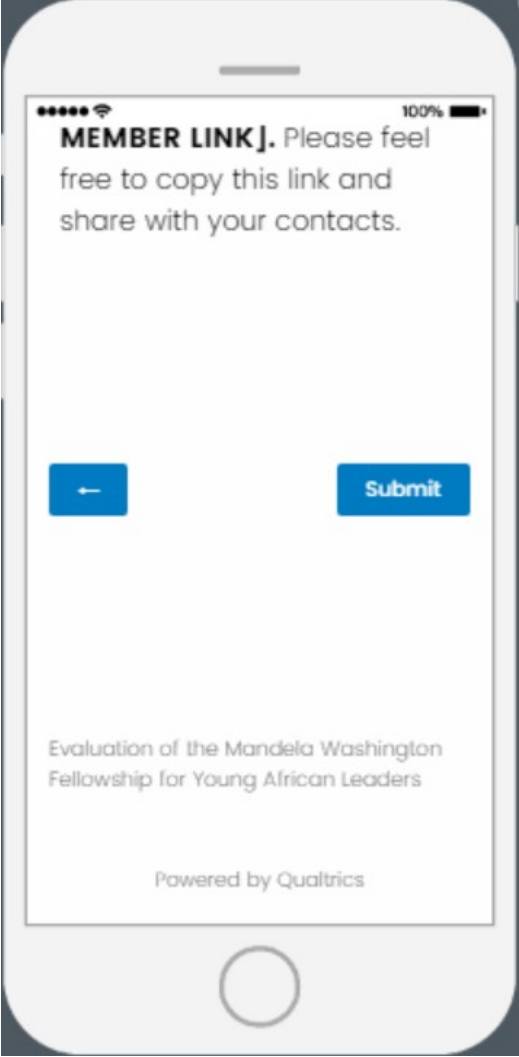 100%
MEMBER LINK]. Please feel
free to copy this link and
share with your contacts.
←
Submit
Evaluation of the Mandela Washington
Fellowship for Young African Leaders
Powered by Qualtrics